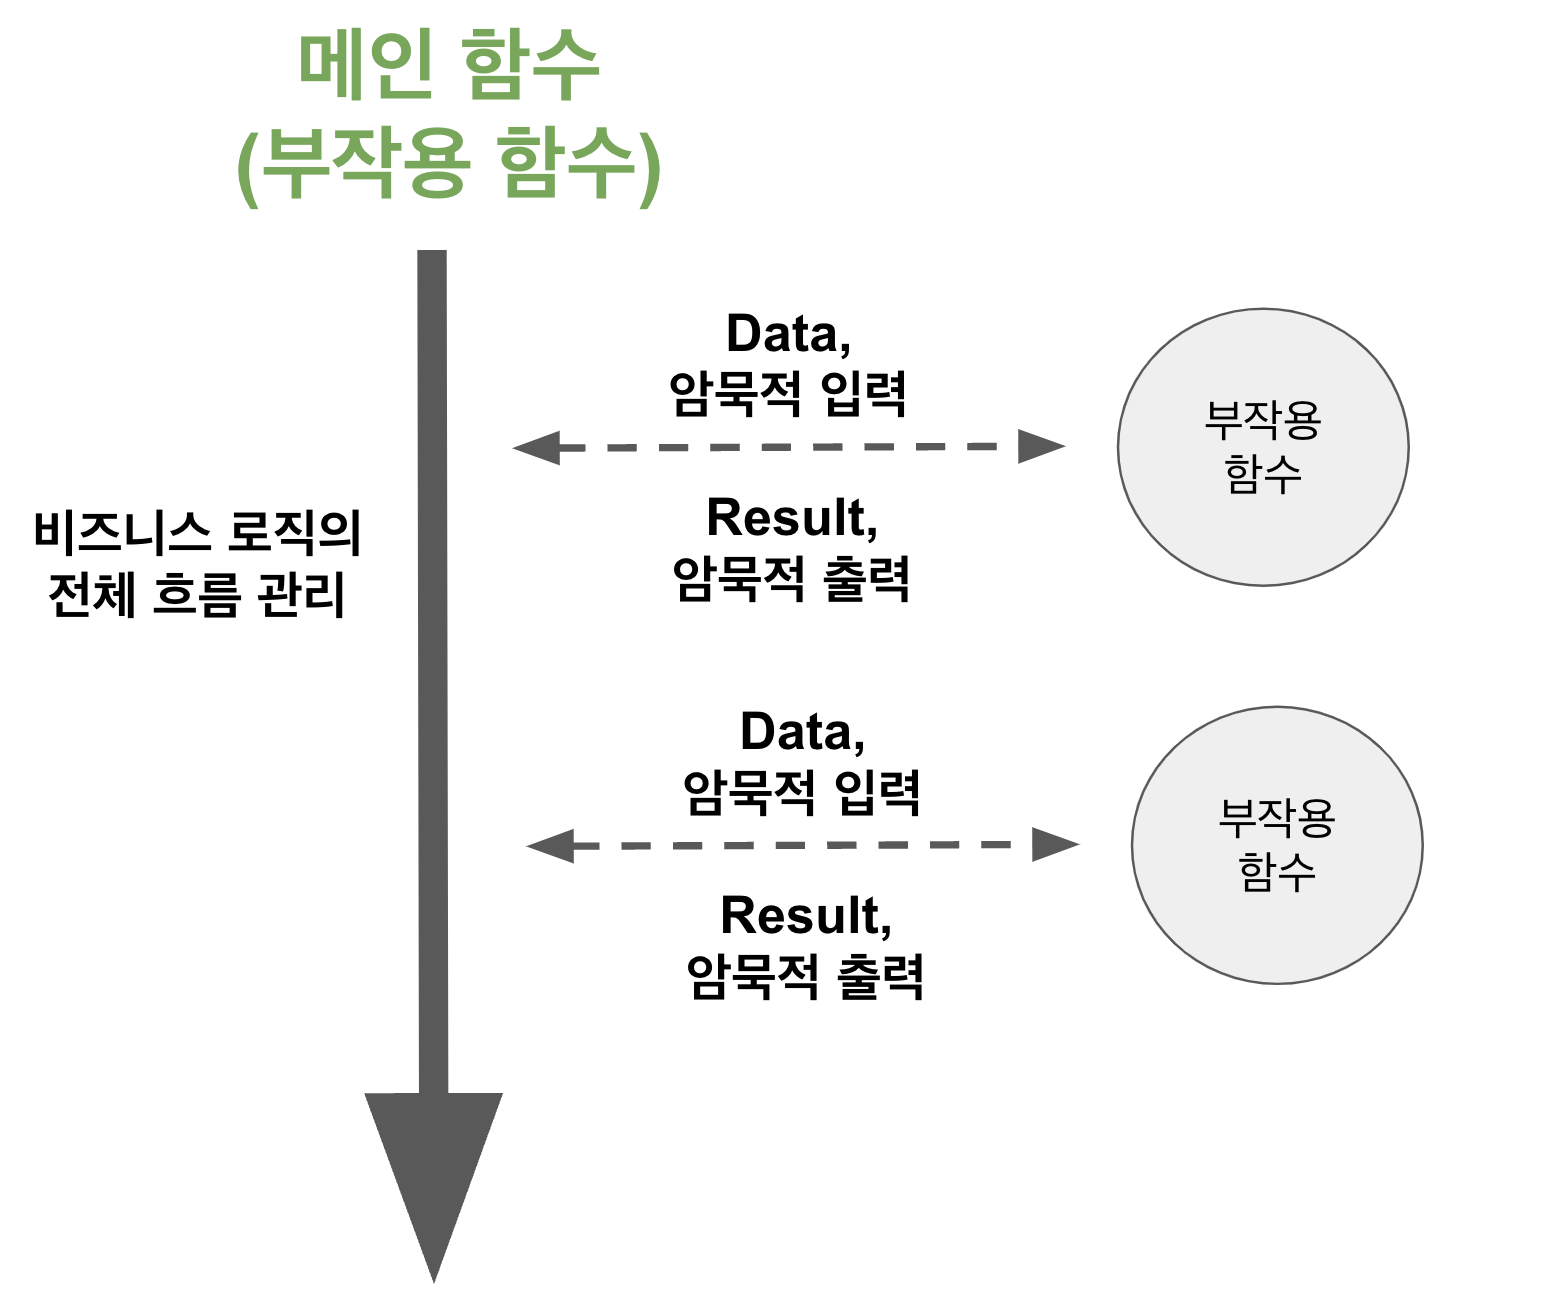 메인 함수
(부작용 함수)
비즈니스 로직의
전체 흐름 관리
Data,
암묵적 입력
Result,
암묵적 출력
부작용
함수
Data,
암묵적 입력
Result,
암묵적 출력
부작용
함수